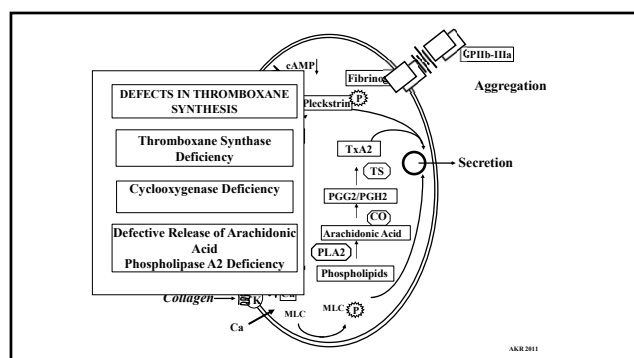 cAMP
GPIIb-IIIa
Fibrinog
Aggregation
DEFECTS IN THROMBOXANE
SYNTHESIS
Pleckstrin
P
Thromboxane Synthase
Deficiency
TxA2
Secretion
TS
Cyclooxygenase Deficiency
PGG2/PGH2
CO
Arachidonic Acid
Defective Release of Arachidonic
Acid
Phospholipase A2 Deficiency
PLA2
Phospholipids
Collagen
K
MLC
MLC
P
Ca
AKR 2011